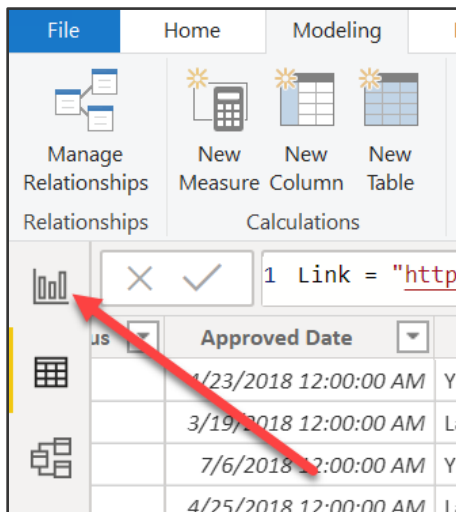 File Home Modeling
Manage Relationships New Measure New Column New Table
Relationships Calculations
1 Link = "http
us Approved Date
4/23/2018 12:00:00 AM Y
3/19/2018 12:00:00 AM
7/6/2018 12:00:00 AM Y
4/25/2018 12:00:00 AM